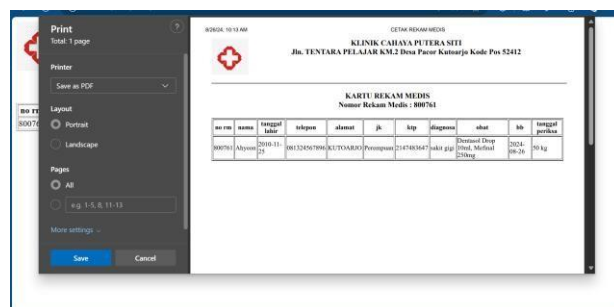 Print
Total: 1 page
?
Printer
Save as PDF
Layout
Portrait
Landscape
Pages
All
e.g. 1-5, 8, 11-13
More settings
Save
Cancel
8/26/24, 10:13 AM
CETAK REKAM MEDIS
KLINIK CAHAYA PUTERA SITI
Jln. TENTARA PELAJAR KM.2 Desa Pacor Kutoarjo Kode Pos 52412
KARTU REKAM MEDIS
Nomor Rekam Medis : 800761
no rm nama tanggal lahir telepon alamat jk ktp diagnosa obat bb tanggal periksa
800761 2010-11-25 081324567896 KUTOARJO Perempuan 2147483647 sakit gigi Dentasol Drop 10ml, Mefinal 250mg 2024-08-26 50 kg
no rm
80076